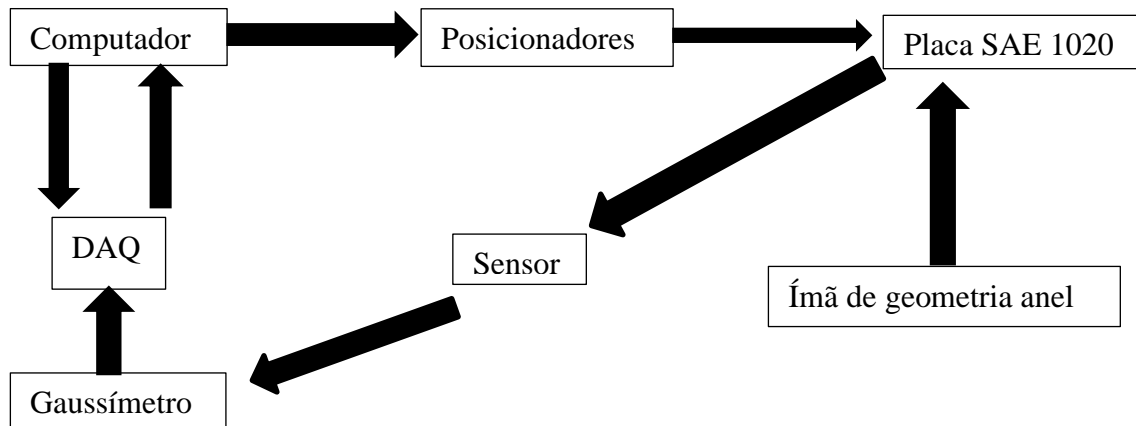 Computador
Posicionadores
Placa SAE 1020
DAQ
Sensor
Ímã de geometria anel
Gaussímetro